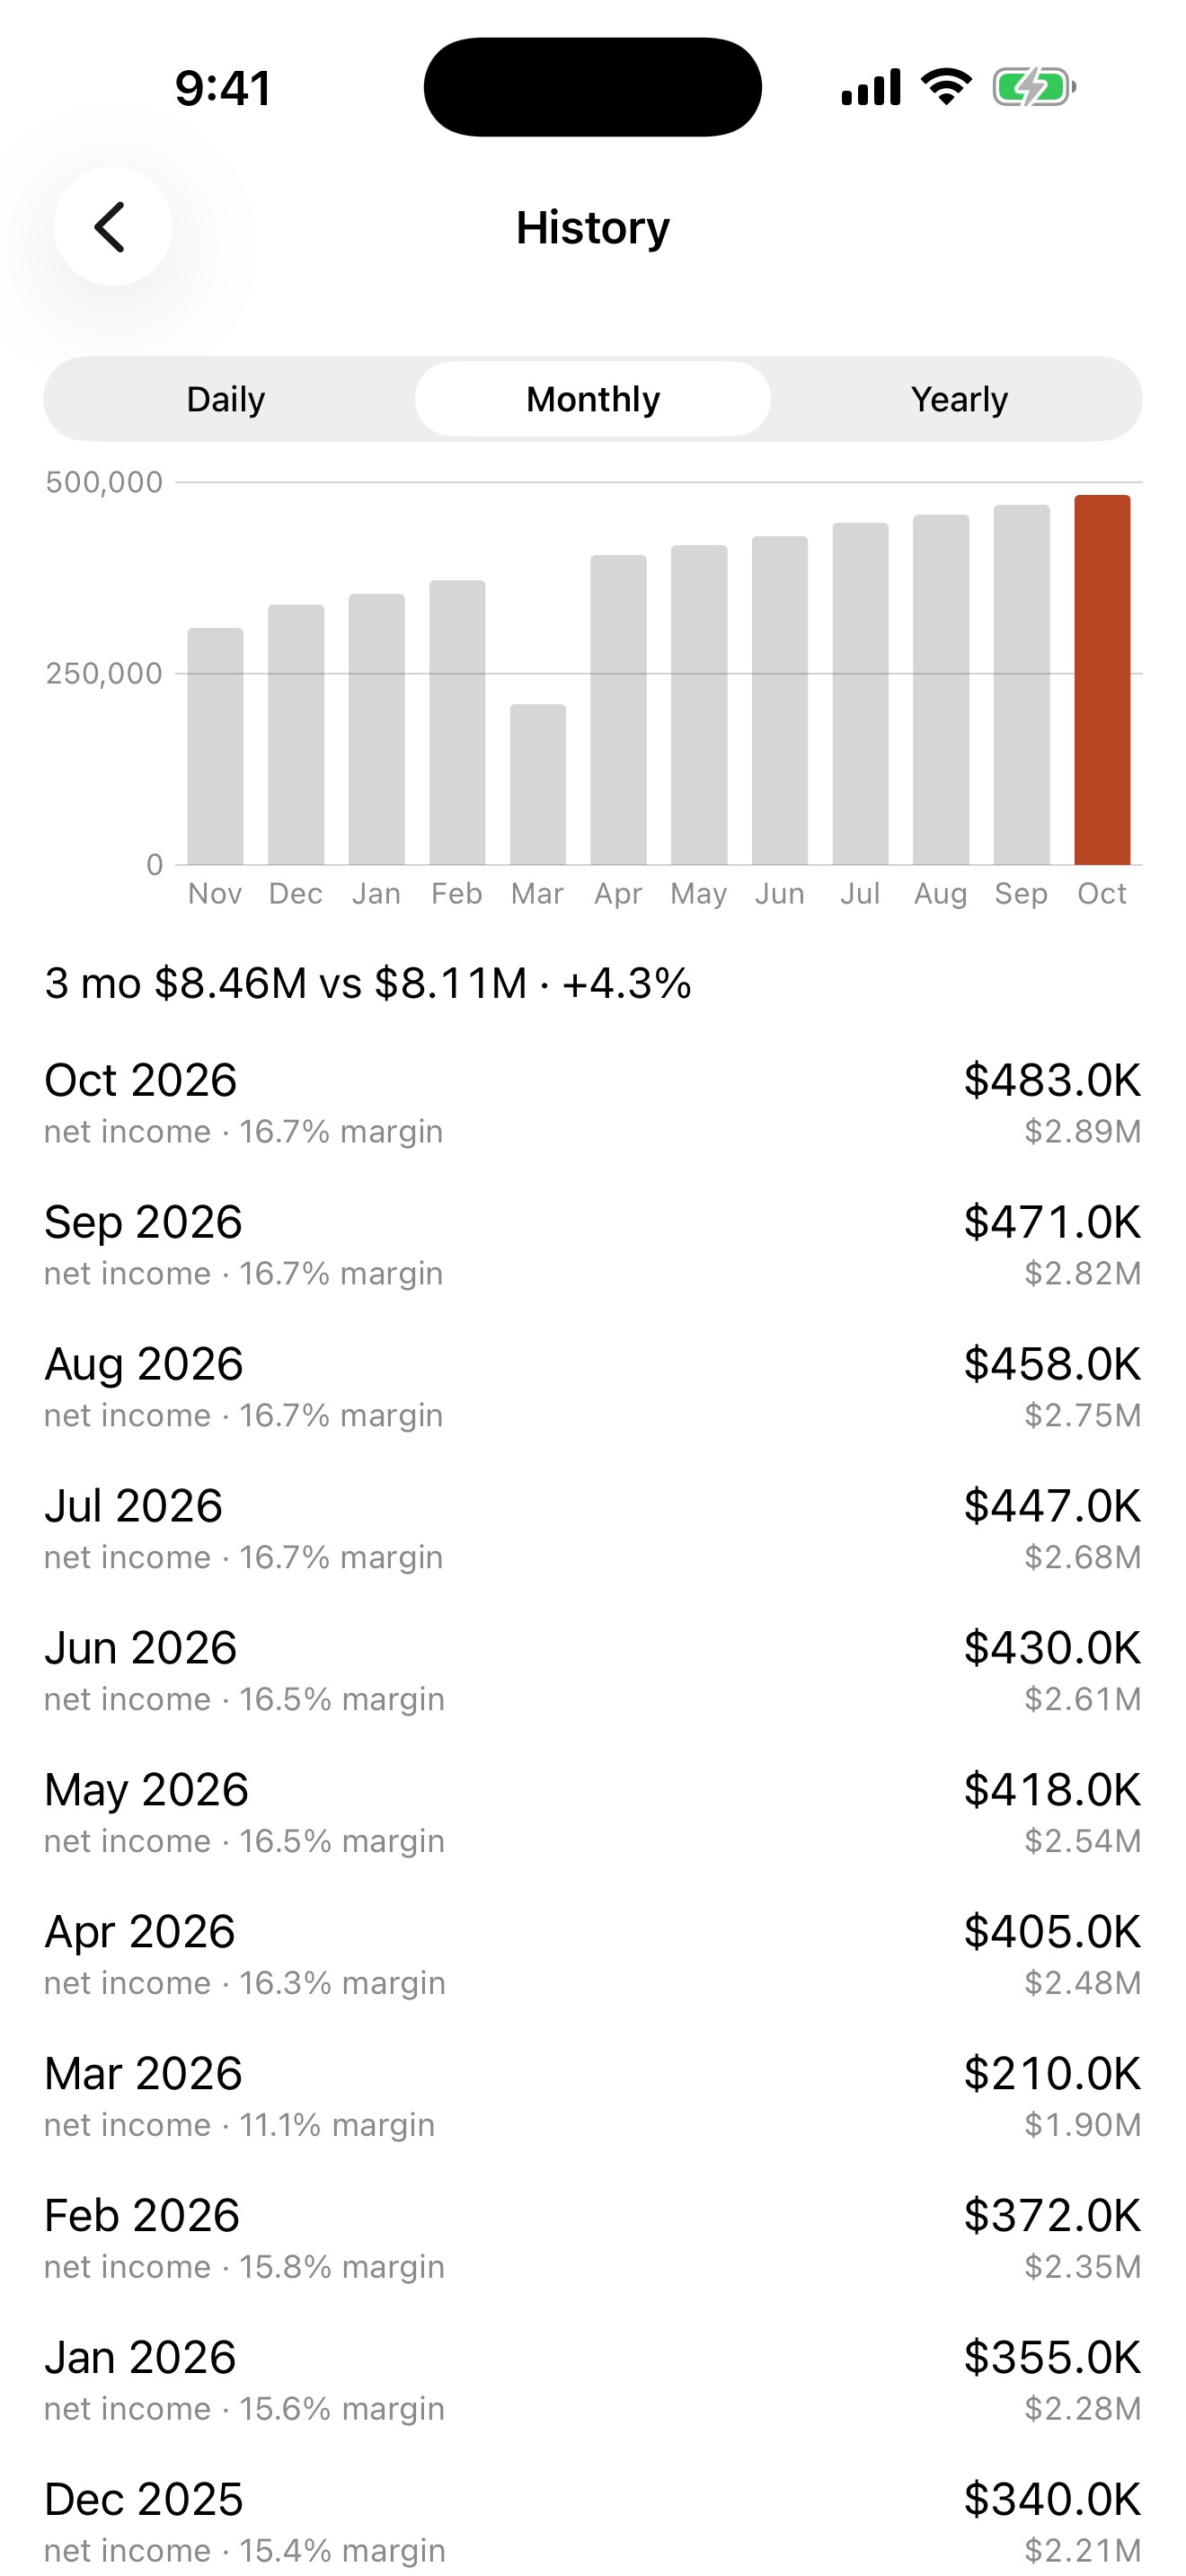 9:41
History
Daily Monthly Yearly
500,000
250,000
0
Nov Dec Jan Feb Mar Apr May Jun Jul Aug Sep Oct
3 mo $8.46M vs $8.11M · +4.3%
Oct 2026 $483.0K
net income · 16.7% margin $2.89M
Sep 2026 $471.0K
net income · 16.7% margin $2.82M
Aug 2026 $458.0K
net income · 16.7% margin $2.75M
Jul 2026 $447.0K
net income · 16.7% margin $2.68M
Jun 2026 $430.0K
net income · 16.5% margin $2.61M
May 2026 $418.0K
net income · 16.5% margin $2.54M
Apr 2026 $405.0K
net income · 16.3% margin $2.48M
Mar 2026 $210.0K
net income · 11.1% margin $1.90M
Feb 2026 $372.0K
net income · 15.8% margin $2.35M
Jan 2026 $355.0K
net income · 15.6% margin $2.28M
Dec 2025 $340.0K
net income · 15.4% margin $2.21M